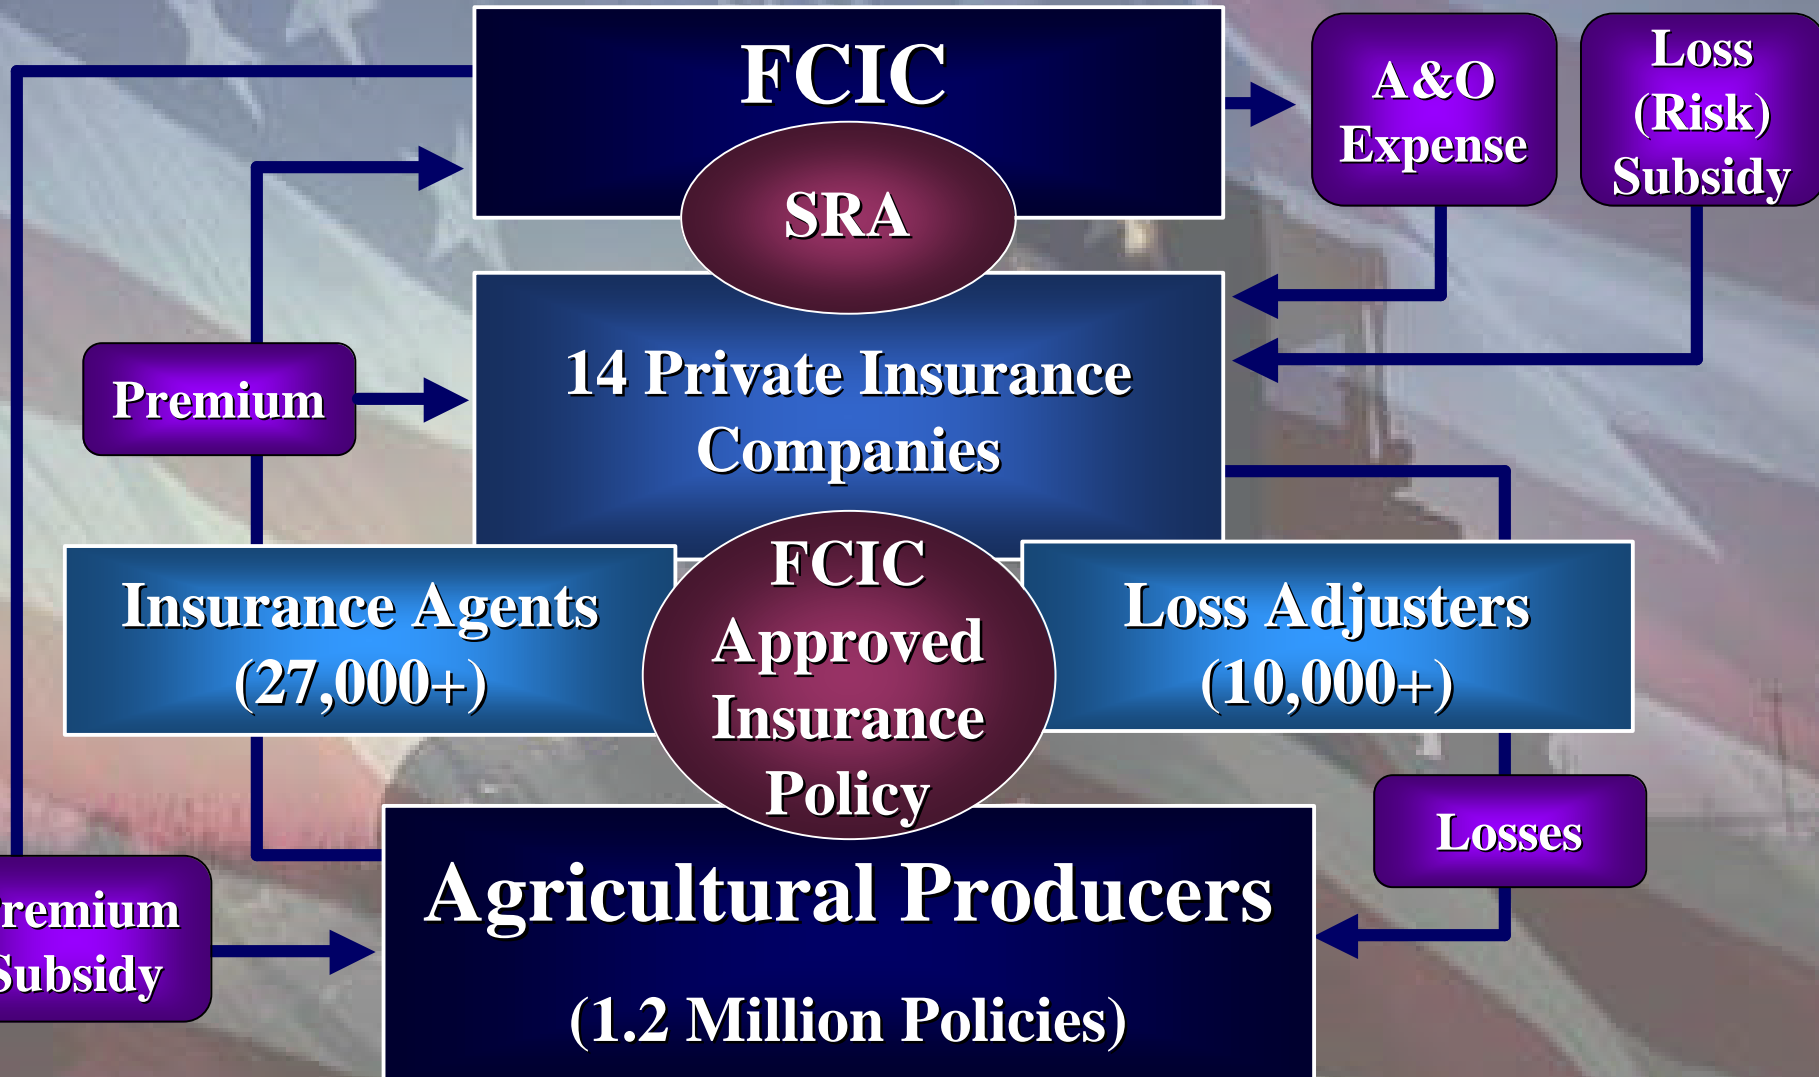 FCIC
SRA
A&O
Expense
Loss
(Risk)
Subsidy
Premium
14 Private Insurance
Companies
Insurance Agents
(27,000+)
FCIC
Approved
Insurance
Policy
Loss Adjusters
(10,000+)
Losses
remium
Subsidy
Agricultural Producers
(1.2 Million Policies)